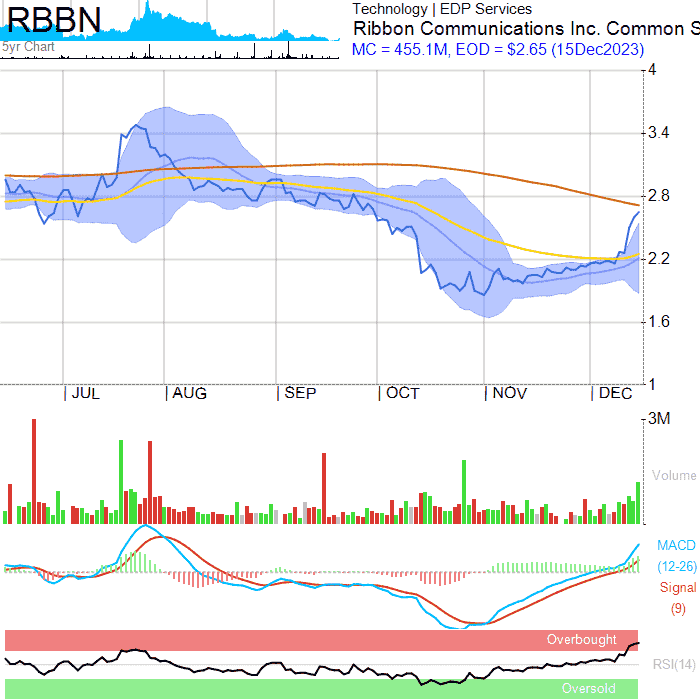 RBBN
5yr Chart
Technology | EDP Services
Ribbon Communications Inc. Common S
MC = 455.1M, EOD = $2.65 (15Dec2023)
4
3.4
2.8
2.2
1.6
1
JUL AUG SEP OCT NOV DEC
3M
Volume
MACD
(12-26)
Signal
(9)
Overbought
RSI(14)
Oversold